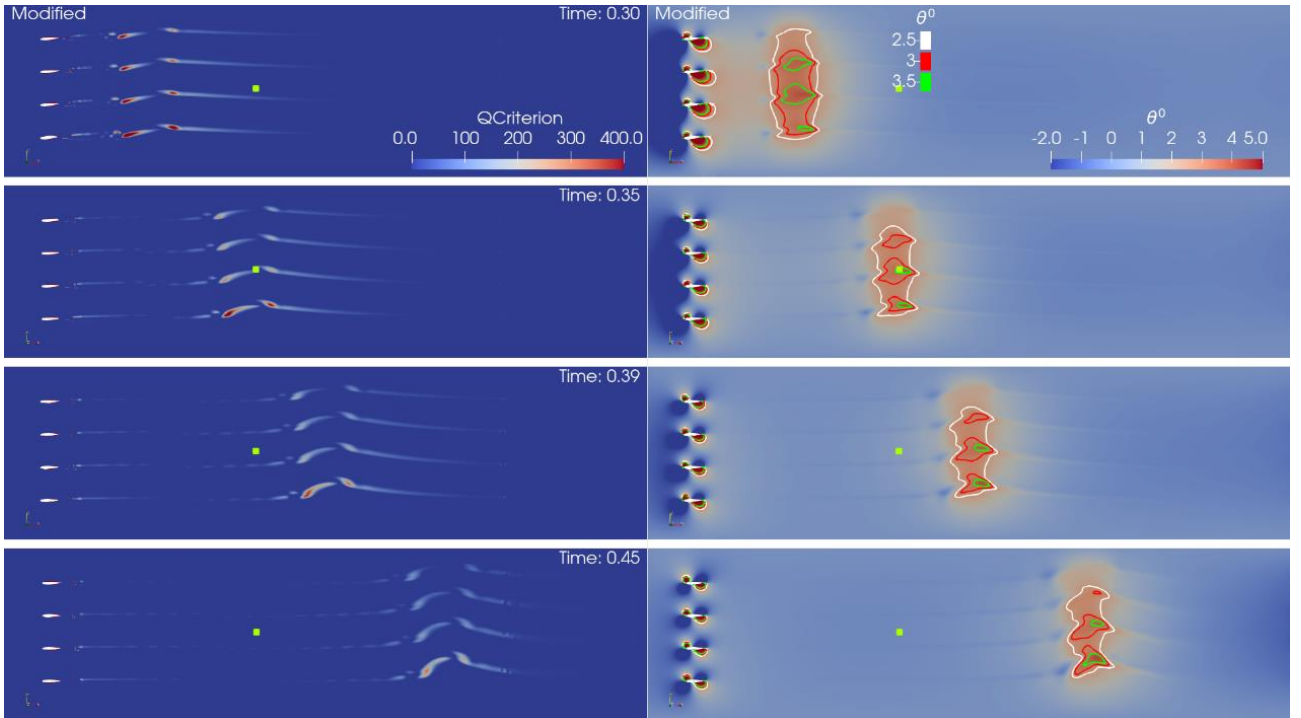 Modified
Time: 0.30
QCriterion
0.0 100 200 300 400.0
Modified
θ⁰
2.5
3
3.5
θ⁰
-2.0 -1 0 1 2 3 4 5.0
Time: 0.35
Time: 0.39
Time: 0.45